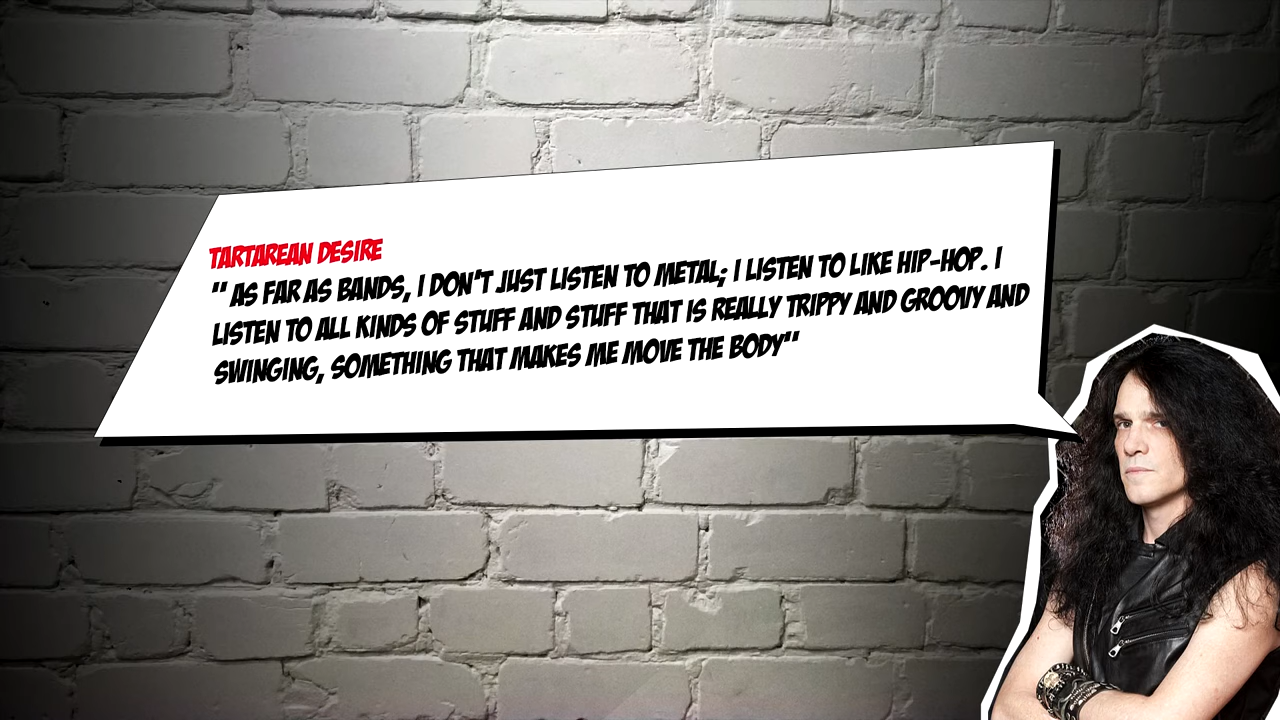 TARTAREAN DESIRE
" AS FAR AS BANDS, I DON'T JUST LISTEN TO METAL; I LISTEN TO LIKE HIP-HOP. I
LISTEN TO ALL KINDS OF STUFF AND STUFF THAT IS REALLY TRIPPY AND GROOVY AND
SWINGING, SOMETHING THAT MAKES ME MOVE THE BODY"